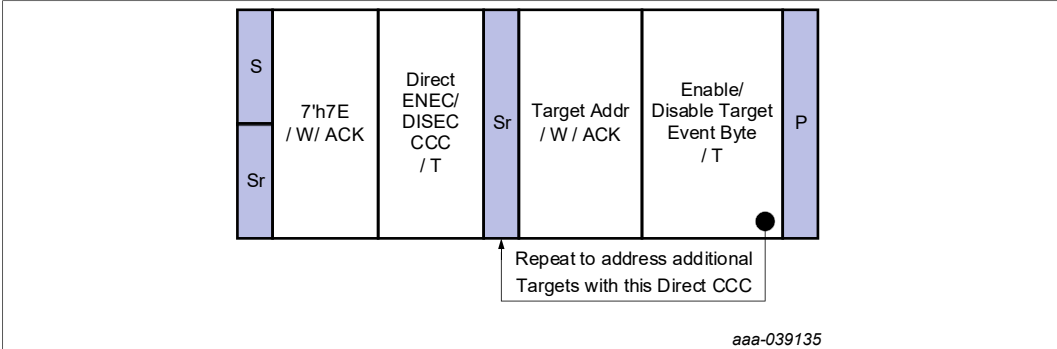 S
Sr
7'h7E
/ W/ ACK
Direct
ENEC/
DISEC
CCC
/ T
Sr
Target Addr
/ W / ACK
Enable/
Disable Target
Event Byte
/ T
P
Repeat to address additional
Targets with this Direct CCC
aaa-039135